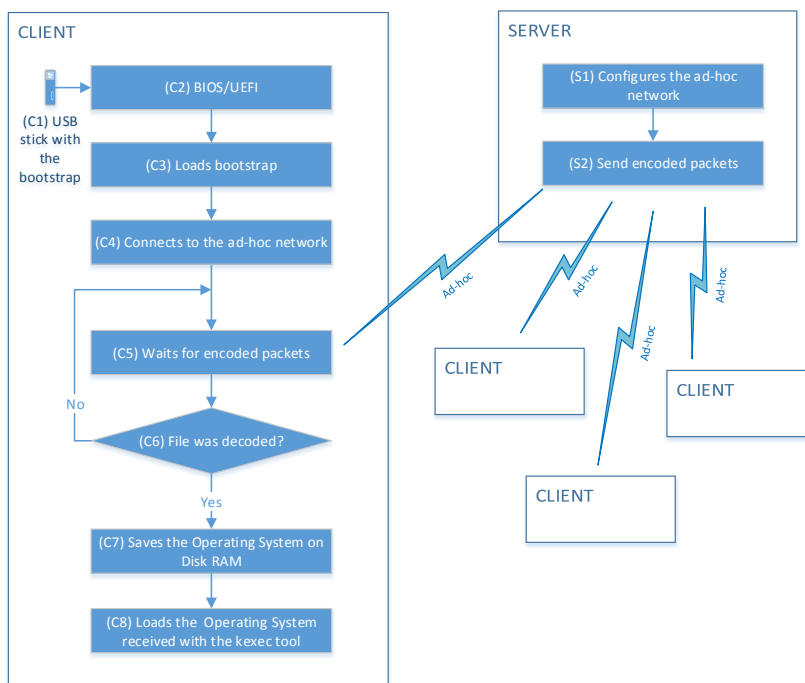 CLIENT
(C1) USB
stick with
the
bootstrap
(C2) BIOS/UEFI
(C3) Loads bootstrap
(C4) Connects to the ad-hoc network
(C5) Waits for encoded packets
No
(C6) File was decoded?
Yes
(C7) Saves the Operating System on
Disk RAM
(C8) Loads the Operating System
received with the kexec tool
SERVER
(S1) Configures the ad-hoc
network
(S2) Send encoded packets
Ad-hoc
Ad-hoc
Ad-hoc
Ad-hoc
CLIENT
CLIENT
CLIENT